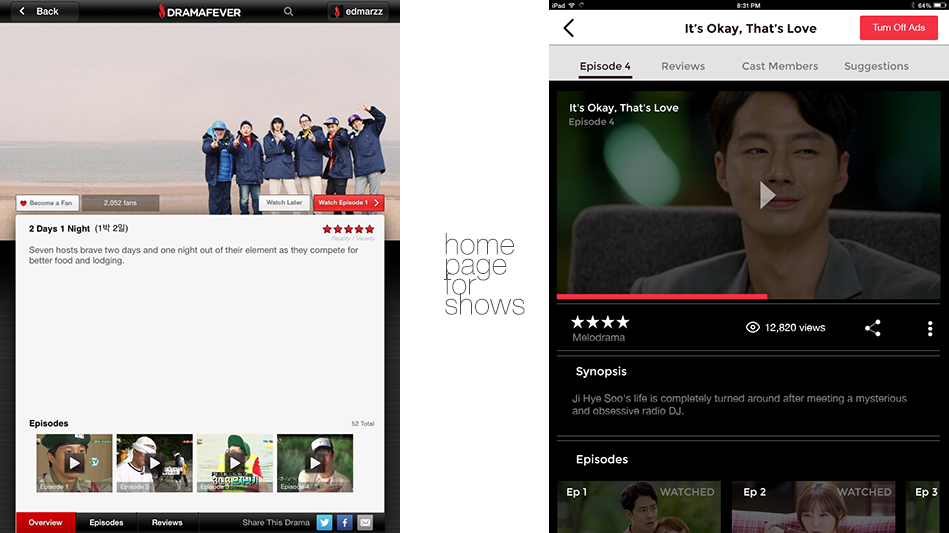 Back
DRAMAFEVER
edmarzz
Become a Fan
2,052 fans
Watch Later
Watch Episode 1
2 Days 1 Night (1박 2일)
Reality / Variety
Seven hosts brave two days and one night out of their element as they compete for
better food and lodging.
Episodes
52 Total
Episode 1
Episode 2
Episode 3
Episode 4
Overview
Episodes
Reviews
Share This Drama
home
page
for
shows
iPad
8:31 PM
64%
It's Okay, That's Love
Turn Off Ads
Episode 4
Reviews
Cast Members
Suggestions
It's Okay, That's Love
Episode 4
12,820 views
Melodrama
Synopsis
Ji Hye Soo's life is completely turned around after meeting a mysterious
and obsessive radio DJ.
Episodes
Ep 1
WATCHED
Ep 2
WATCHED
Ep 3